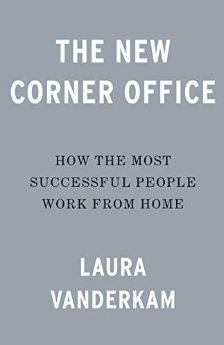 THE NEW
CORNER OFFICE
HOW THE MOST
SUCCESSFUL PEOPLE
WORK FROM HOME
LAURA
VANDERKAM